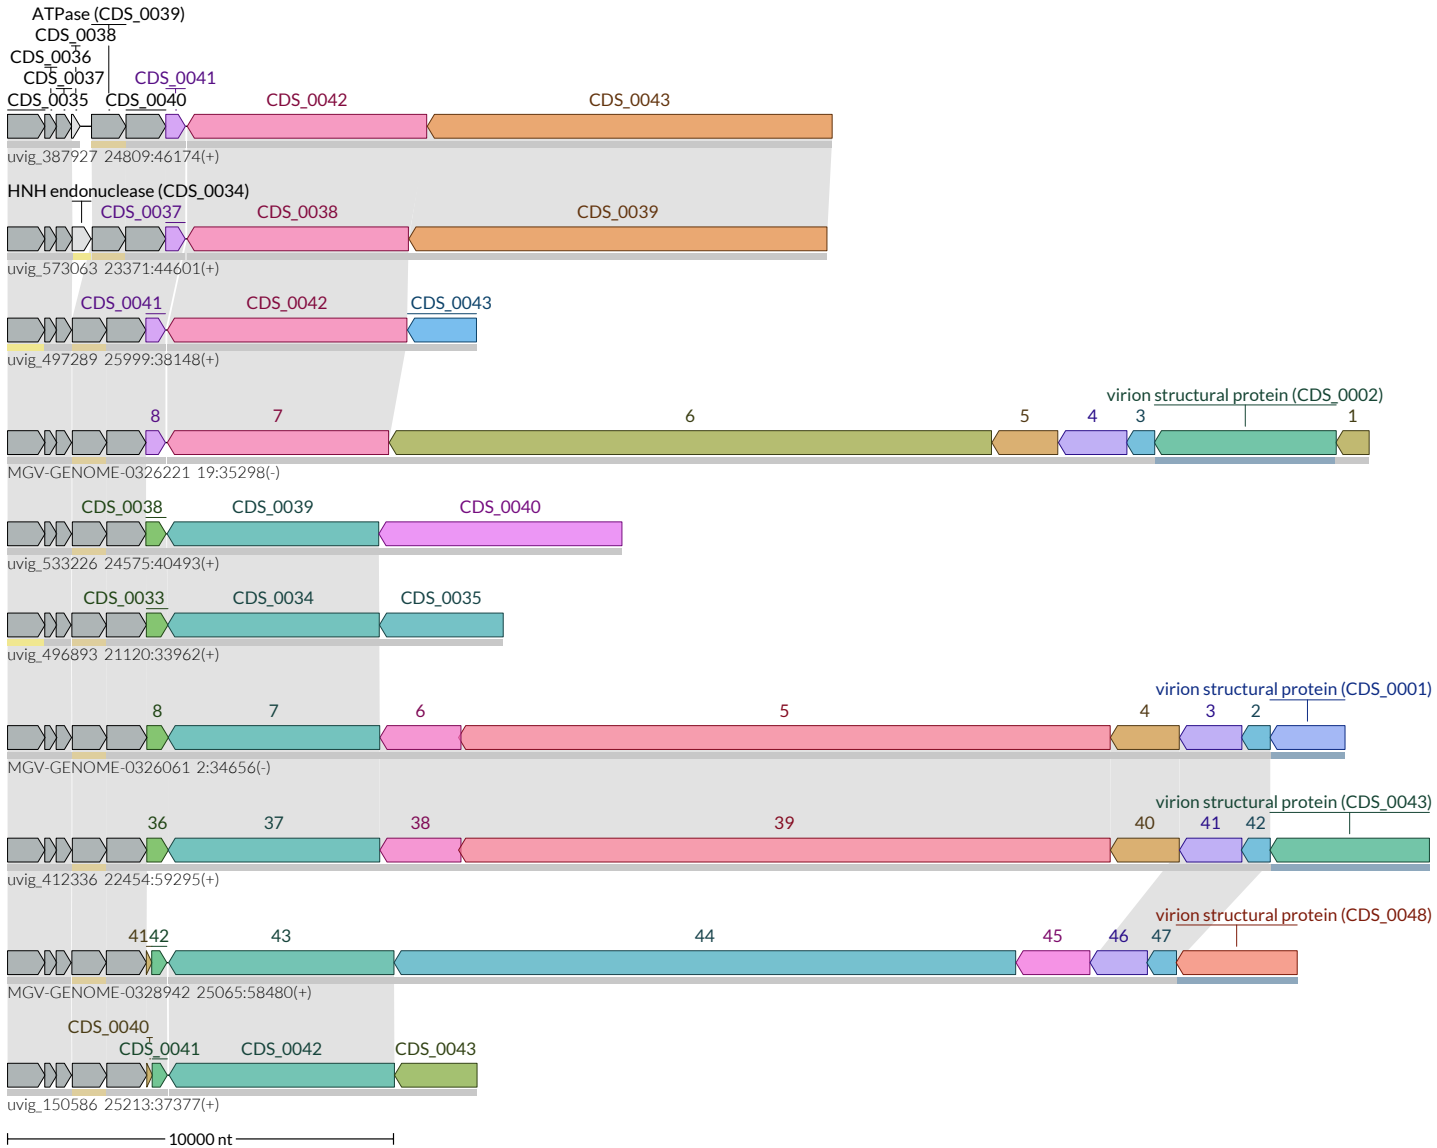 ATPase (CDS_0039)
CDS_0038
CDS_0036
CDS_0037 CDS_0041
CDS_0035 CDS_0040 CDS_0042 CDS_0043
uvig_387927 24809:46174(+)
HNH endonuclease (CDS_0034)
CDS_0037 CDS_0038 CDS_0039
uvig_573063 23371:44601(+)
CDS_0041 CDS_0042 CDS_0043
uvig_497289 25999:38148(+)
virion structural protein (CDS_0002)
8 7 6 5 4 3 1
MGV-GENOME-0326221 19:35298(-)
CDS_0038 CDS_0039 CDS_0040
uvig_533226 24575:40493(+)
CDS_0033 CDS_0034 CDS_0035
uvig_496893 21120:33962(+)
virion structural protein (CDS_0001)
8 7 6 5 4 3 2
MGV-GENOME-0326061 2:34656(-)
virion structural protein (CDS_0043)
36 37 38 39 40 41 42
uvig_412336 22454:59295(+)
virion structural protein (CDS_0048)
41 42 43 44 45 46 47
MGV-GENOME-0328942 25065:58480(+)
CDS_0040
CDS_0041 CDS_0042 CDS_0043
uvig_150586 25213:37377(+)
10000 nt